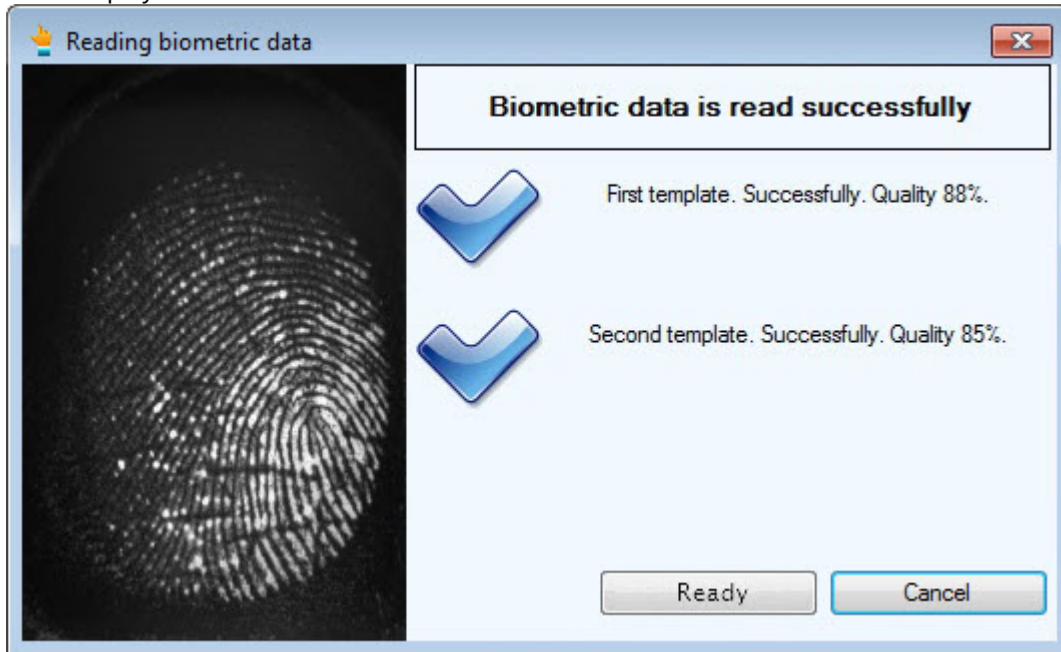 Reading biometric data
Biometric data is read successfully
First template. Successfully. Quality 88%.
Second template. Successfully. Quality 85%.
Ready
Cancel